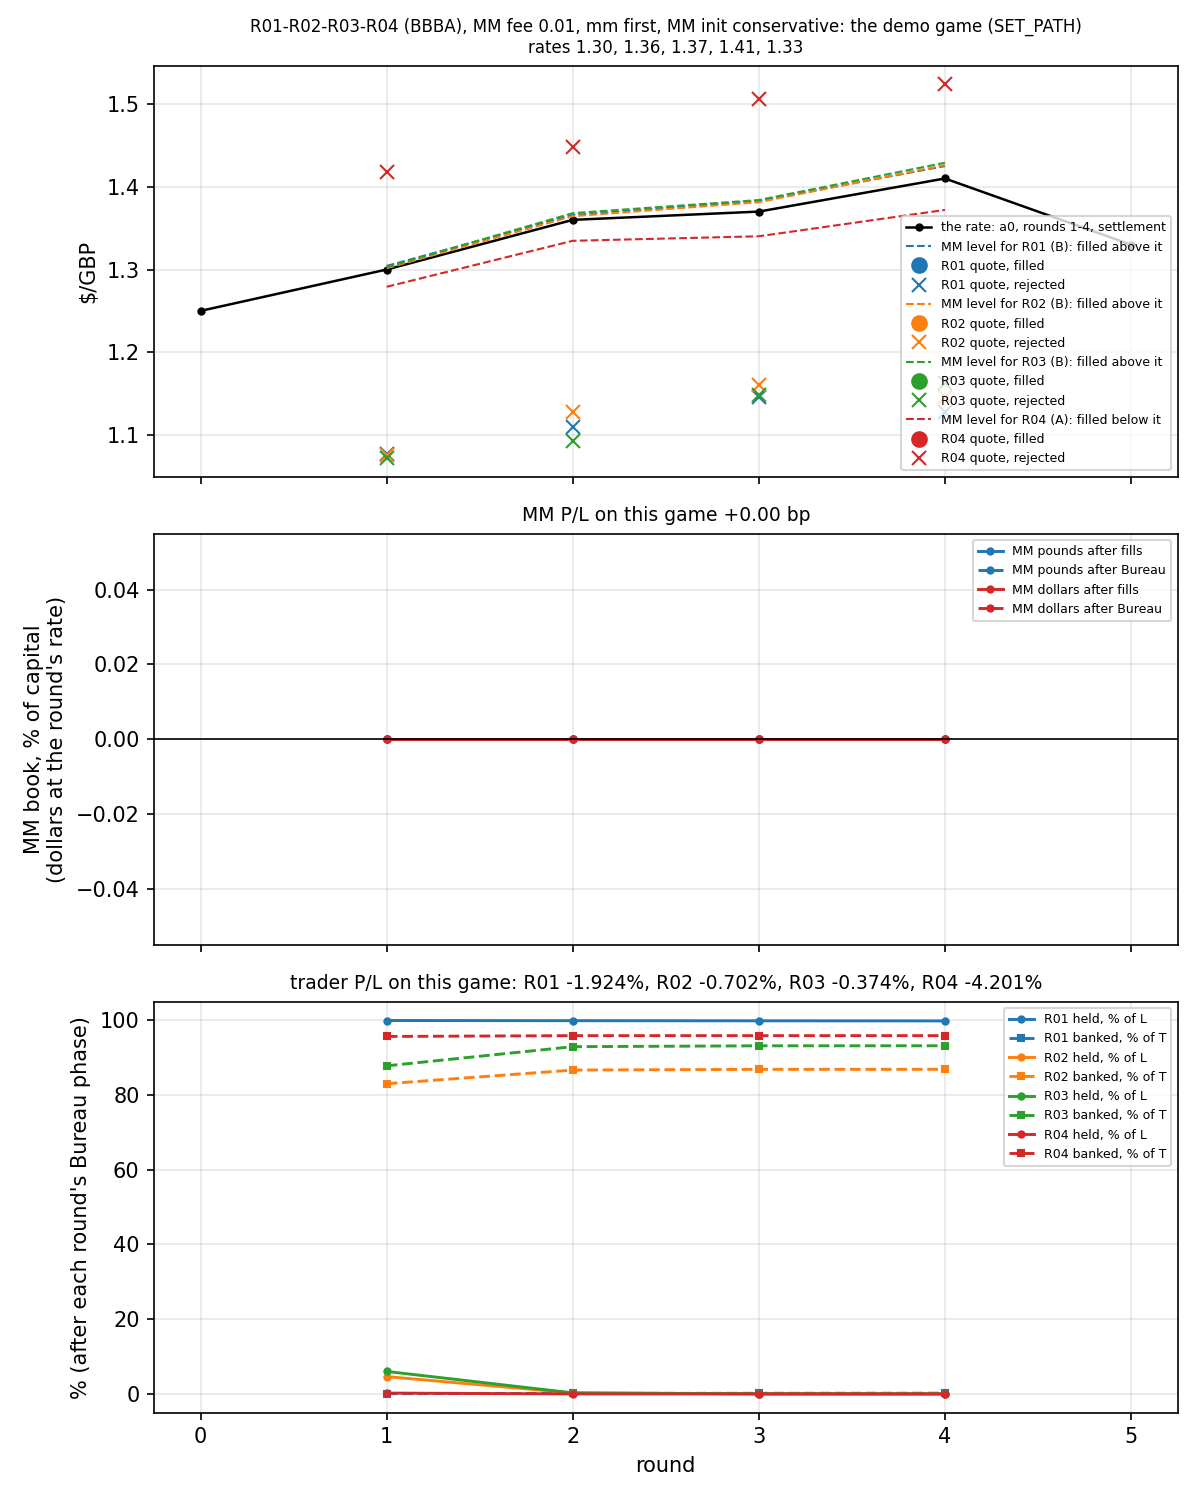 R01-R02-R03-R04 (BBBA), MM fee 0.01, mm first, MM init conservative: the demo game (SET_PATH)
rates 1.30, 1.36, 1.37, 1.41, 1.33
$/GBP
1.5
1.4
1.3
1.2
1.1
the rate: a0, rounds 1-4, settlement
MM level for R01 (B): filled above it
R01 quote, filled
R01 quote, rejected
MM level for R02 (B): filled above it
R02 quote, filled
R02 quote, rejected
MM level for R03 (B): filled above it
R03 quote, filled
R03 quote, rejected
MM level for R04 (A): filled below it
R04 quote, filled
R04 quote, rejected
MM P/L on this game +0.00 bp
MM book, % of capital
(dollars at the round's rate)
0.04
0.02
0.00
−0.02
−0.04
MM pounds after fills
MM pounds after Bureau
MM dollars after fills
MM dollars after Bureau
trader P/L on this game: R01 -1.924%, R02 -0.702%, R03 -0.374%, R04 -4.201%
% (after each round's Bureau phase)
100
80
60
40
20
0
R01 held, % of L
R01 banked, % of T
R02 held, % of L
R02 banked, % of T
R03 held, % of L
R03 banked, % of T
R04 held, % of L
R04 banked, % of T
0 1 2 3 4 5
round